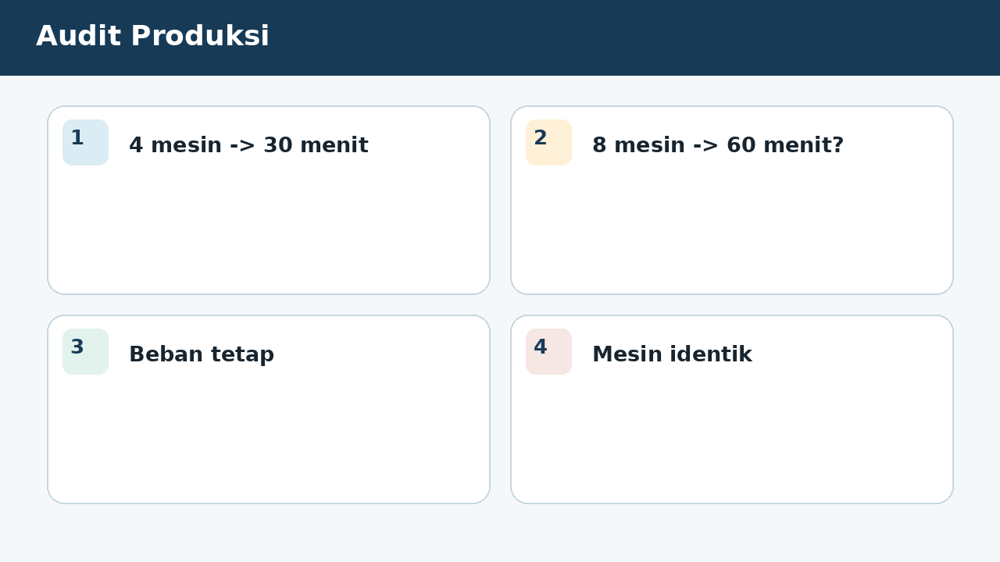 Audit Produksi
1
4 mesin -> 30 menit
2
8 mesin -> 60 menit?
3
Beban tetap
4
Mesin identik